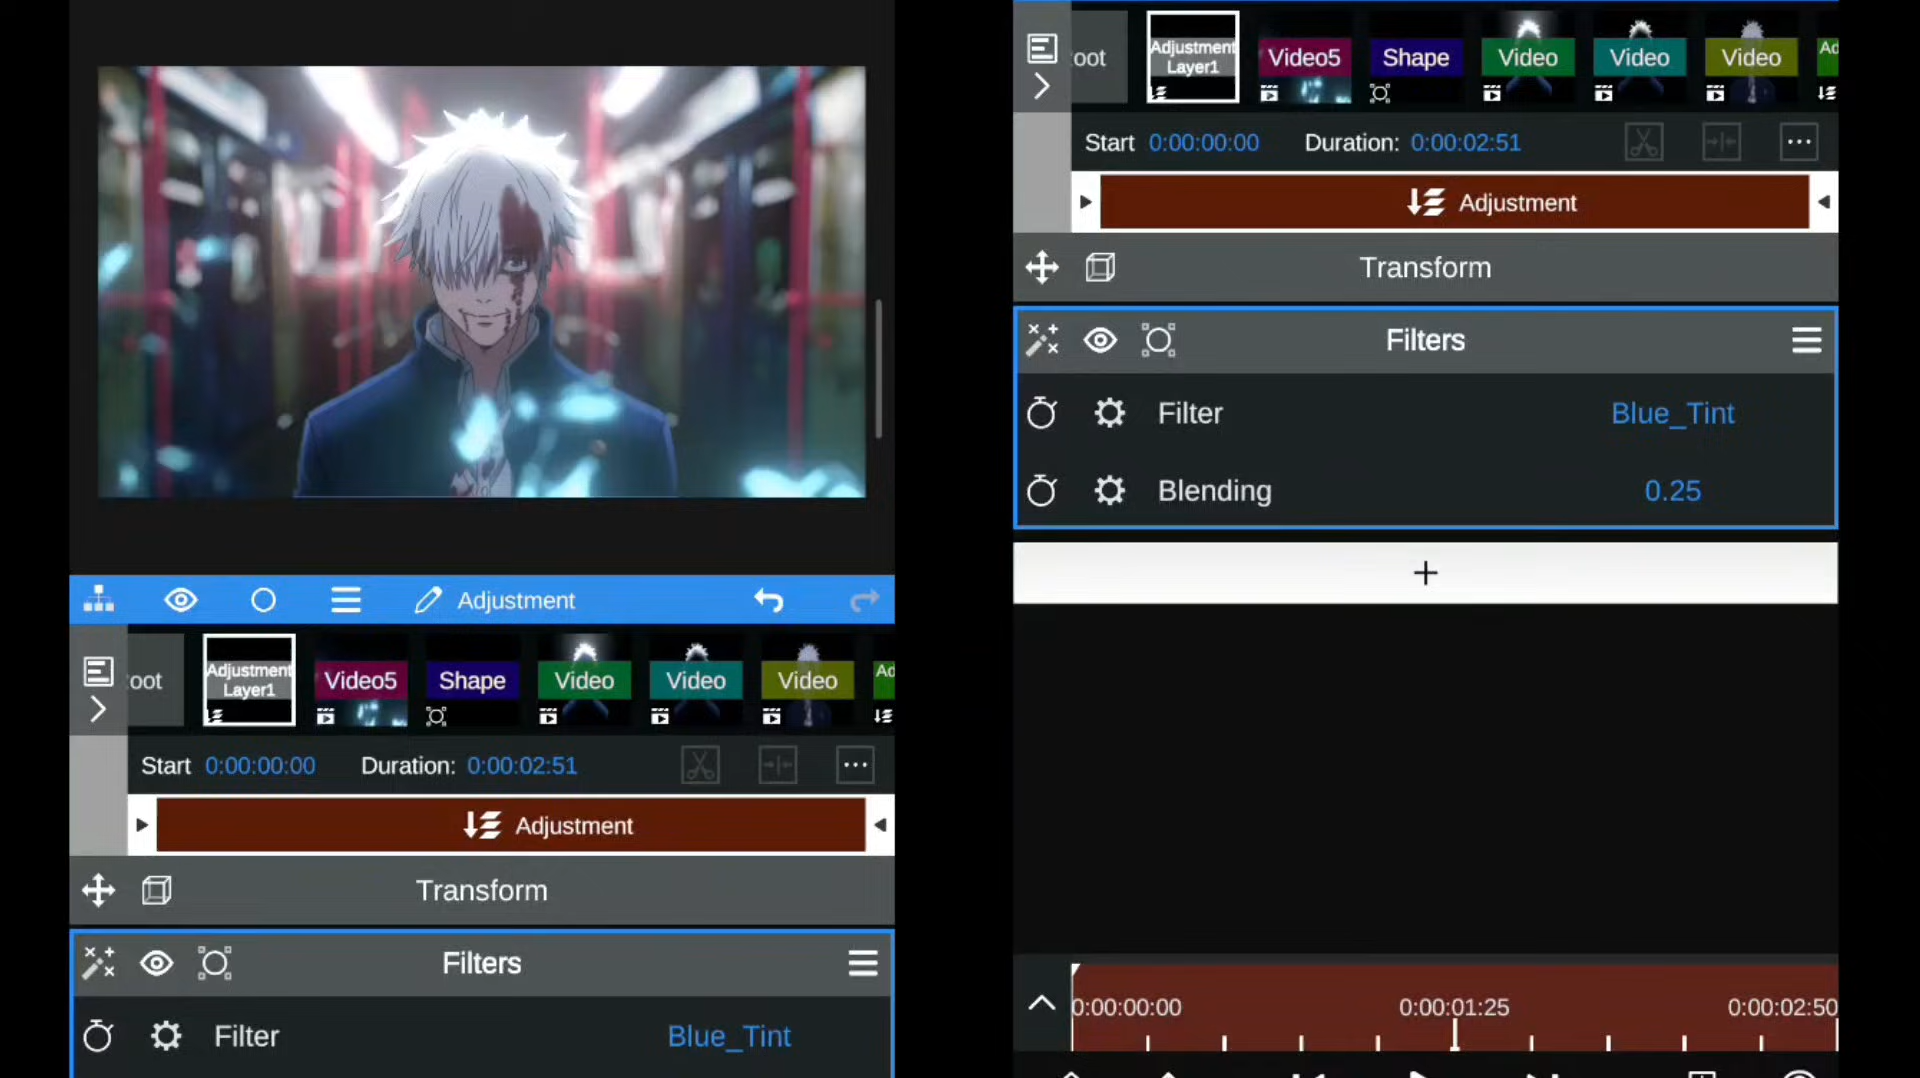 Adjustment
oot
Adjustment
Layer1
Video5
Shape
Video
Video
Video
Ad
Start 0:00:00:00 Duration: 0:00:02:51
Adjustment
Transform
Filters
Filter Blue_Tint
oot
Adjustment
Layer1
Video5
Shape
Video
Video
Video
Ad
Start 0:00:00:00 Duration: 0:00:02:51
Adjustment
Transform
Filters
Filter Blue_Tint
Blending 0.25
+
0:00:00:00 0:00:01:25 0:00:02:50